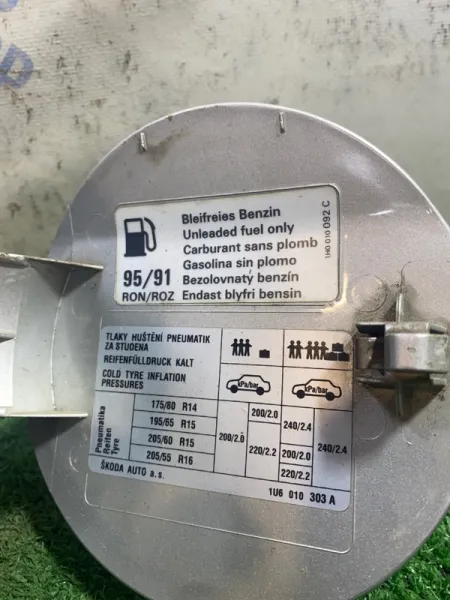 Bleifreies Benzin
Unleaded fuel only
Carburant sans plomb
Gasolina sin plomo
95/91 Bezolovnatý benzín
RON/ROZ Endast blyfri bensin
1H0 010 092 C
TLAKY HUŠTĚNÍ PNEUMATIK
ZA STUDENA
REIFENFÜLLDRUCK KALT
COLD TYRE INFLATION
PRESSURES
kPa/bar kPa/bar
Pneumatika
Reifen
Tyre
175/80 R14 200/2.0 200/2.0 240/2.4 240/2.4
195/65 R15
205/60 R15 220/2.2 200/2.0
205/55 R16 220/2.2
ŠKODA AUTO a.s.
1U6 010 303 A